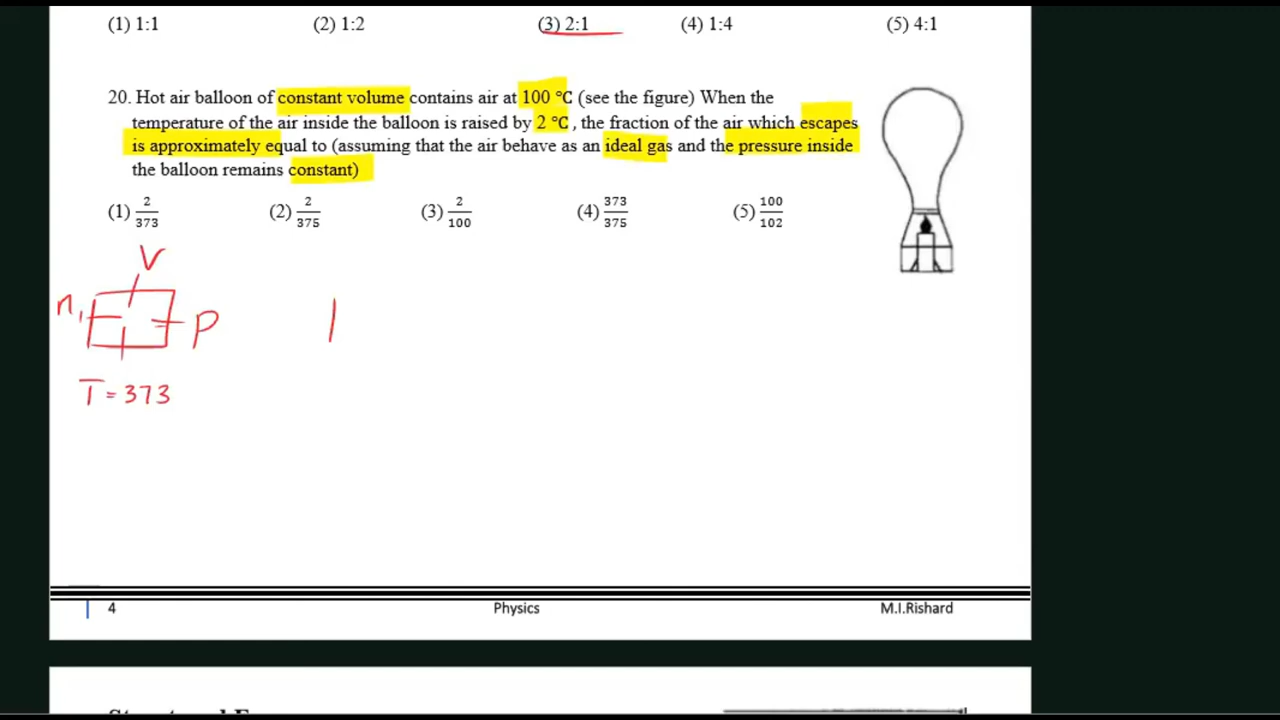 (1) 1:1 (2) 1:2 (3) 2:1 (4) 1:4 (5) 4:1
20. Hot air balloon of constant volume contains air at 100 °C (see the figure) When the
temperature of the air inside the balloon is raised by 2 °C , the fraction of the air which escapes
is approximately equal to (assuming that the air behave as an ideal gas and the pressure inside
the balloon remains constant)
(1) 2/373 (2) 2/375 (3) 2/100 (4) 373/375 (5) 100/102
V
n₁ P
T = 373
4 Physics M.I.Rishard